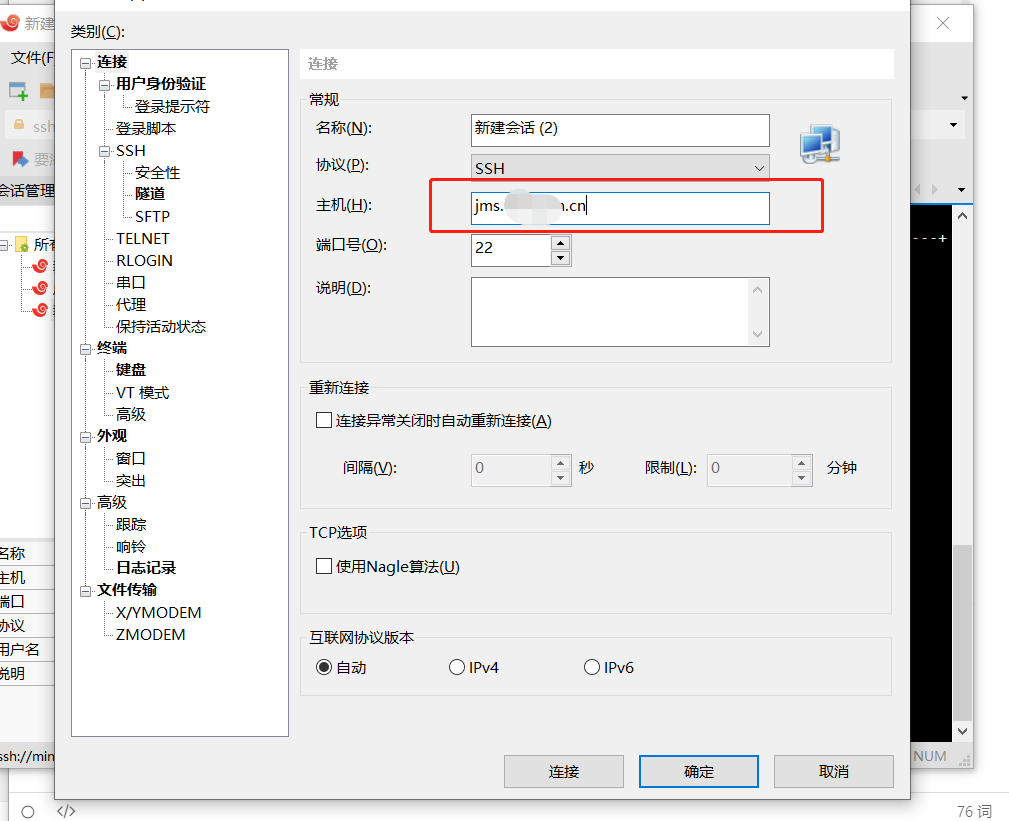 新建
类别(C):
文件(F
ssh
要
会话管理
所有
名称
主机
端口
协议
用户名
说明
ssh://min
连接
用户身份验证
登录提示符
登录脚本
SSH
安全性
隧道
SFTP
TELNET
RLOGIN
串口
代理
保持活动状态
终端
键盘
VT 模式
高级
外观
窗口
突出
高级
跟踪
响铃
日志记录
文件传输
X/YMODEM
ZMODEM
连接
常规
名称(N):
新建会话 (2)
协议(P):
SSH
主机(H):
jms. .cn
端口号(O):
22
说明(D):
重新连接
连接异常关闭时自动重新连接(A)
间隔(V):
0
秒
限制(L):
0
分钟
TCP选项
使用Nagle算法(U)
互联网协议版本
自动
IPv4
IPv6
连接
确定
取消
---+
NUM
</> 
76 词